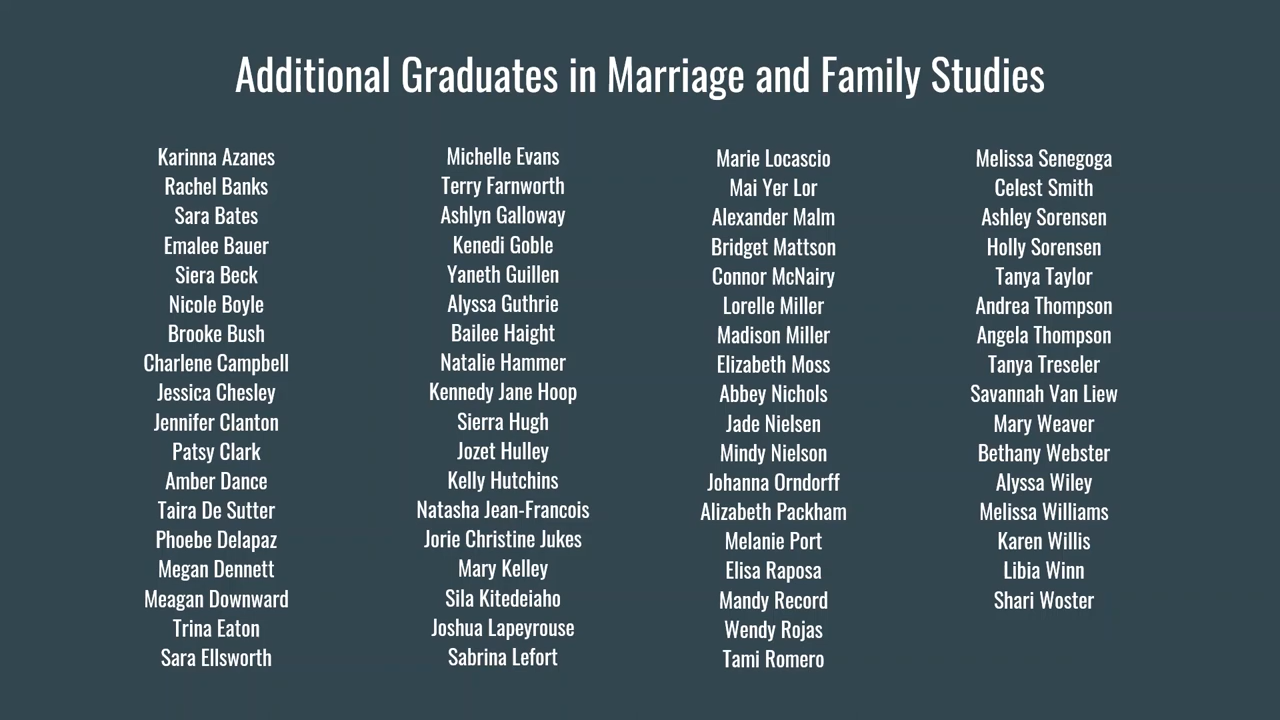 Additional Graduates in Marriage and Family Studies
Karinna Azanes
Rachel Banks
Sara Bates
Emalee Bauer
Siera Beck
Nicole Boyle
Brooke Bush
Charlene Campbell
Jessica Chesley
Jennifer Clanton
Patsy Clark
Amber Dance
Taira De Sutter
Phoebe Delapaz
Megan Dennett
Meagan Downward
Trina Eaton
Sara Ellsworth
Michelle Evans
Terry Farnworth
Ashlyn Galloway
Kenedi Goble
Yaneth Guillen
Alyssa Guthrie
Bailee Haight
Natalie Hammer
Kennedy Jane Hoop
Sierra Hugh
Jozet Hulley
Kelly Hutchins
Natasha Jean-Francois
Jorie Christine Jukes
Mary Kelley
Sila Kitedeiaho
Joshua Lapeyrouse
Sabrina Lefort
Marie Locascio
Mai Yer Lor
Alexander Malm
Bridget Mattson
Connor McNairy
Lorelle Miller
Madison Miller
Elizabeth Moss
Abbey Nichols
Jade Nielsen
Mindy Nielson
Johanna Orndorff
Alizabeth Packham
Melanie Port
Elisa Raposa
Mandy Record
Wendy Rojas
Tami Romero
Melissa Senegoga
Celest Smith
Ashley Sorensen
Holly Sorensen
Tanya Taylor
Andrea Thompson
Angela Thompson
Tanya Treseler
Savannah Van Liew
Mary Weaver
Bethany Webster
Alyssa Wiley
Melissa Williams
Karen Willis
Libia Winn
Shari Woster